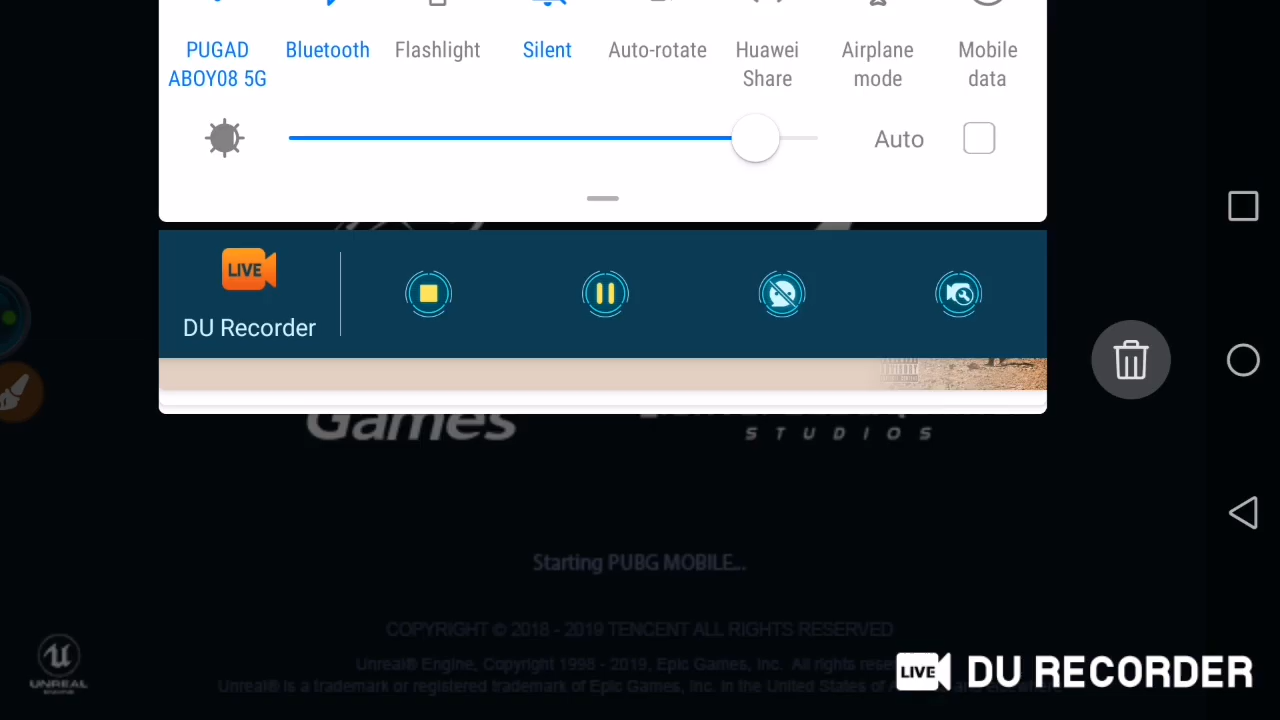 PUGAD ABOY08 5G
Bluetooth
Flashlight
Silent
Auto-rotate
Huawei Share
Airplane mode
Mobile data
Auto
LIVE
DU Recorder
Games
STUDIOS
Starting PUBG MOBILE...
COPYRIGHT © 2018 - 2019 TENCENT ALL RIGHTS RESERVED
Unreal® Engine, Copyright 1998 - 2019, Epic Games, Inc. All rights
Unreal® is a trademark or registered trademark of Epic Games, Inc. in the United States of
UNREAL
LIVE DU RECORDER